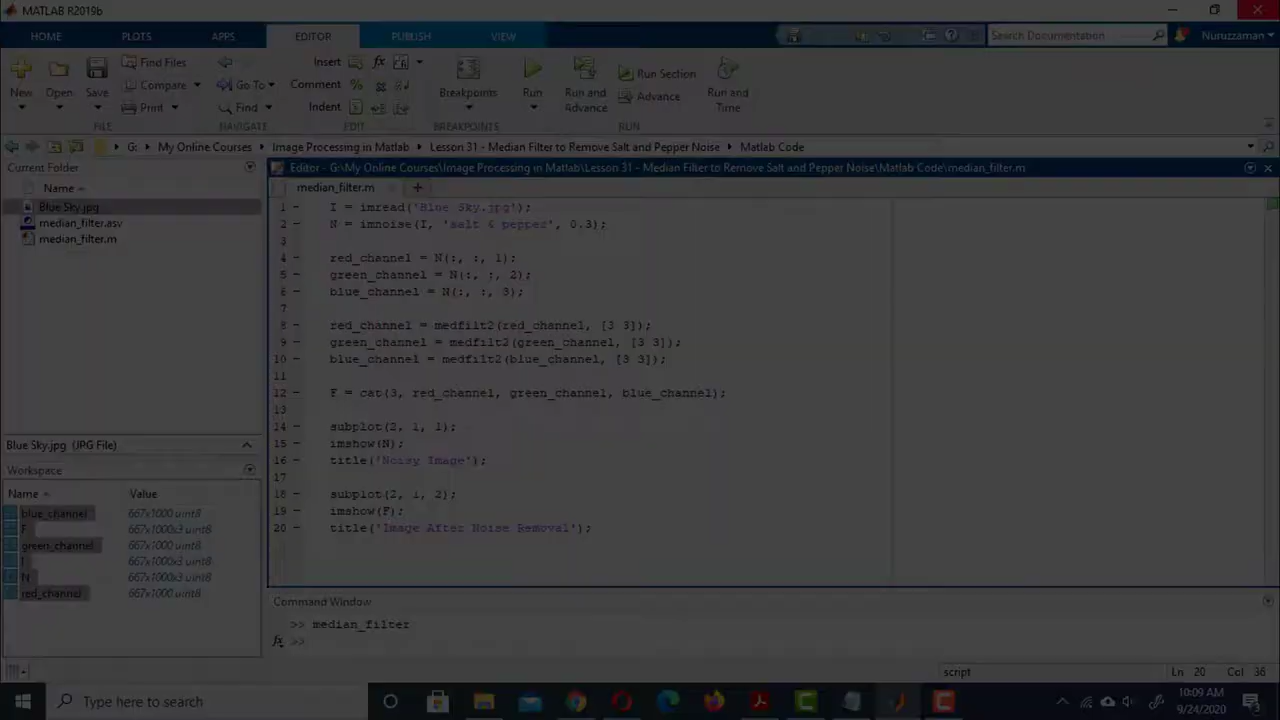 MATLAB R2019b
HOME PLOTS APPS EDITOR PUBLISH VIEW Search Documentation Nuruzzaman
New Open Save Find Files Compare Print Go To Find Insert Comment Indent Breakpoints Run Run and Advance Run Section Advance Run and Time
FILE NAVIGATE EDIT BREAKPOINTS RUN
G: My Online Courses Image Processing in Matlab Lesson 31 - Median Filter to Remove Salt and Pepper Noise Matlab Code
Current Folder
Name
Blue Sky.jpg
median_filter.asv
median_filter.m
Blue Sky.jpg (JPG File)
Workspace
Name Value
blue_channel 667x1000 uint8
F 667x1000x3 uint8
green_channel 667x1000 uint8
I 667x1000x3 uint8
N 667x1000x3 uint8
red_channel 667x1000 uint8
Editor - G:\My Online Courses\Image Processing in Matlab\Lesson 31 - Median Filter to Remove Salt and Pepper Noise\Matlab Code\median_filter.m
median_filter.m +
1 - I = imread('Blue Sky.jpg');
2 - N = imnoise(I, 'salt & pepper', 0.3);
3
4 - red_channel = N(:, :, 1);
5 - green_channel = N(:, :, 2);
6 - blue_channel = N(:, :, 3);
7
8 - red_channel = medfilt2(red_channel, [3 3]);
9 - green_channel = medfilt2(green_channel, [3 3]);
10 - blue_channel = medfilt2(blue_channel, [3 3]);
11
12 - F = cat(3, red_channel, green_channel, blue_channel);
13
14 - subplot(2, 1, 1);
15 - imshow(N);
16 - title('Noisy Image');
17
18 - subplot(2, 1, 2);
19 - imshow(F);
20 - title('Image After Noise Removal');
Command Window
>> median_filter
fx >>
script Ln 20 Col 36
Type here to search
10:09 AM
9/24/2020